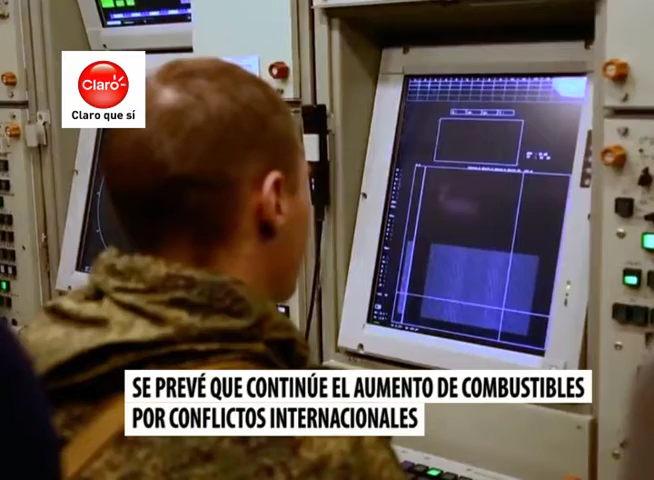 Claro
Claro que sí
SE PREVÉ QUE CONTINÚE EL AUMENTO DE COMBUSTIBLES
POR CONFLICTOS INTERNACIONALES